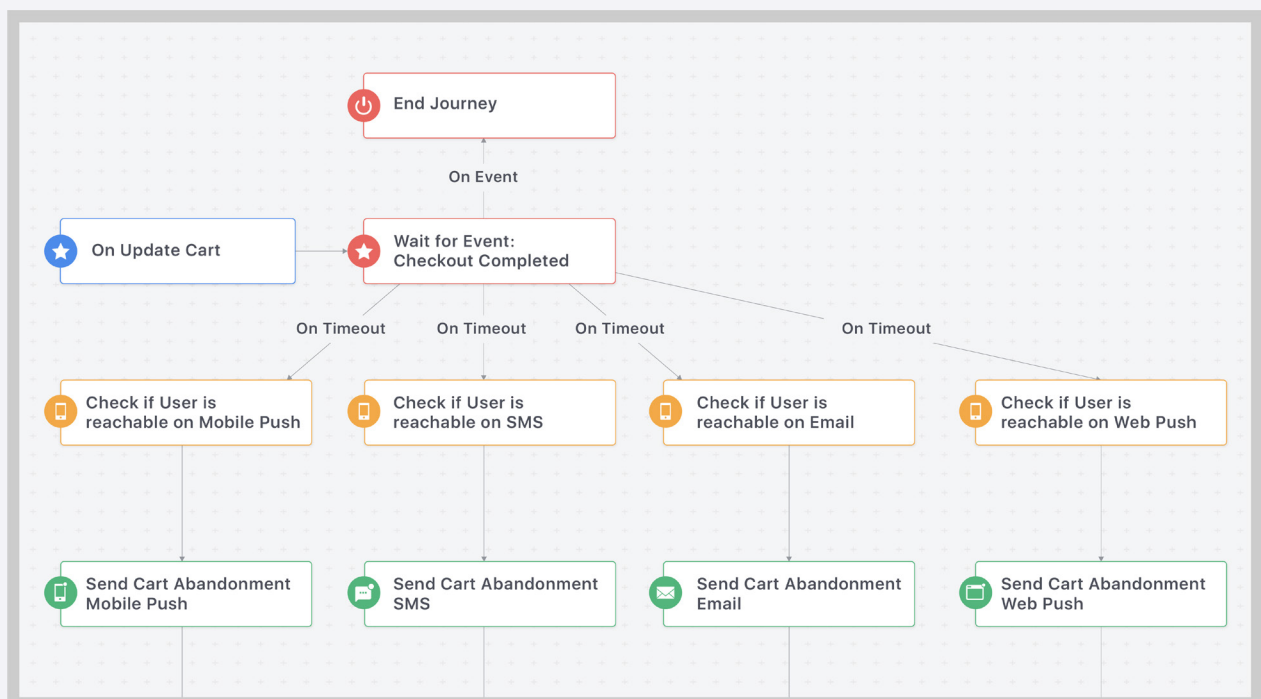 End Journey
On Event
On Update Cart
Wait for Event:
Checkout Completed
On Timeout
On Timeout
On Timeout
On Timeout
Check if User is
reachable on Mobile Push
Check if User is
reachable on SMS
Check if User is
reachable on Email
Check if User is
reachable on Web Push
Send Cart Abandonment
Mobile Push
Send Cart Abandonment
SMS
Send Cart Abandonment
Email
Send Cart Abandonment
Web Push